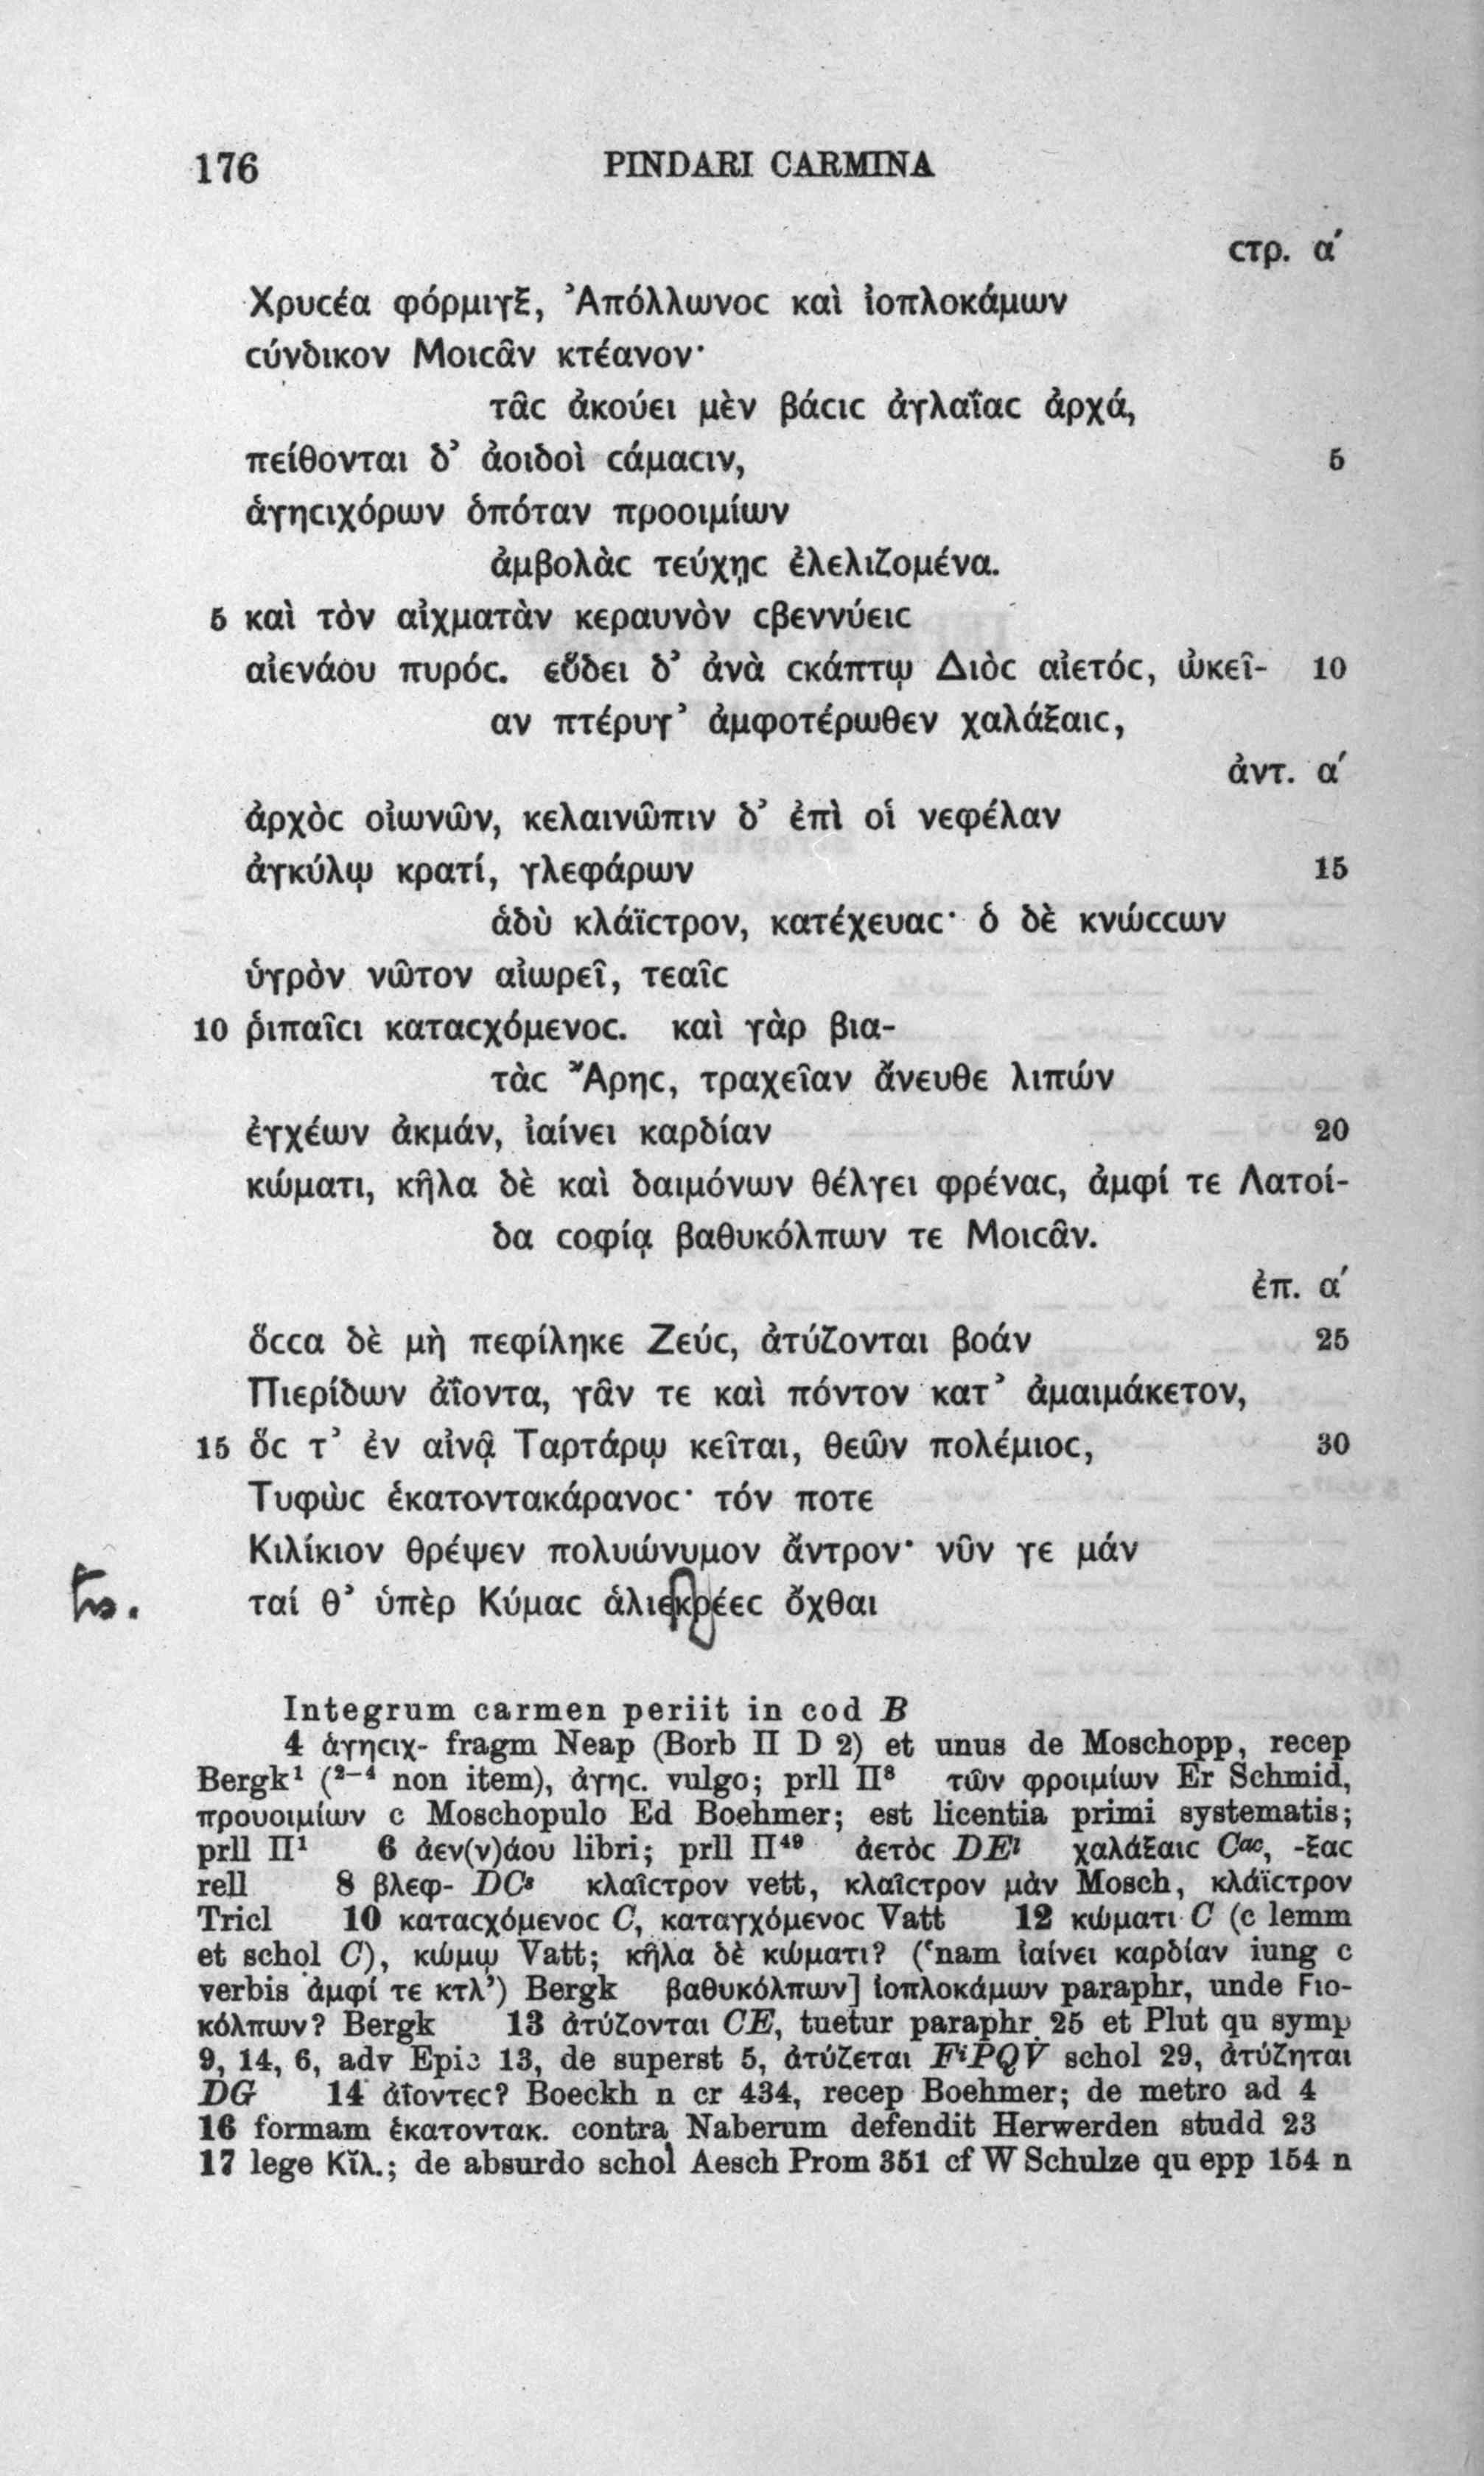 176 PINDARI CARMINA
ϲτρ. α′
Χρυϲέα φόρμιγξ, Ἀπόλλωνοϲ καὶ ἰοπλοκάμων
ϲύνδικον Μοιϲᾶν κτέανον·
τᾶϲ ἀκούει μὲν βάϲιϲ ἀγλαΐαϲ ἀρχά,
πείθονται δ’ ἀοιδοὶ ϲάμαϲιν, 5
ἁγηϲιχόρων ὁπόταν προοιμίων
ἀμβολὰϲ τεύχῃϲ ἐλελιζομένα.
5 καὶ τὸν αἰχματὰν κεραυνὸν ϲβεννύειϲ
αἰενάου πυρόϲ. εὕδει δ’ ἀνὰ ϲκάπτῳ Διὸϲ αἰετόϲ, ὠκεῖ- 10
αν πτέρυγ’ ἀμφοτέρωθεν χαλάξαιϲ,
ἀντ. α′
ἀρχὸϲ οἰωνῶν, κελαινῶπιν δ’ ἐπὶ οἱ νεφέλαν
ἀγκύλῳ κρατί, γλεφάρων 15
ἁδὺ κλάϊϲτρον, κατέχευαϲ· ὁ δὲ κνώϲϲων
ὑγρὸν νῶτον αἰωρεῖ, τεαῖϲ
10 ῥιπαῖϲι καταϲχόμενοϲ. καὶ γὰρ βια-
τὰϲ Ἄρηϲ, τραχεῖαν ἄνευθε λιπών
ἐγχέων ἀκμάν, ἰαίνει καρδίαν 20
κώματι, κῆλα δὲ καὶ δαιμόνων θέλγει φρέναϲ, ἀμφί τε Λατοί-
δα ϲοφίᾳ βαθυκόλπων τε Μοιϲᾶν.
ἐπ. α′
ὅϲϲα δὲ μὴ πεφίληκε Ζεύϲ, ἀτύζονται βοάν 25
Πιερίδων ἀΐοντα, γᾶν τε καὶ πόντον κατ’ ἀμαιμάκετον,
15 ὅϲ τ’ ἐν αἰνᾷ Ταρτάρῳ κεῖται, θεῶν πολέμιοϲ, 30
Τυφὼϲ ἑκατοντακάρανοϲ· τόν ποτε
Κιλίκιον θρέψεν πολυώνυμον ἄντρον· νῦν γε μάν
ταί θ’ ὑπὲρ Κύμαϲ ἁλιεκρέεϲ ὄχθαι
Integrum carmen periit in cod B
4 ἁγηϲιχ- fragm Neap (Borb II D 2) et unus de Moschopp, recep
Bergk¹ (²⁻⁴ non item), ἀγηϲ. vulgo; prll II⁸ τῶν φροιμίων Er Schmid,
προυοιμίων c Moschopulo Ed Boehmer; est licentia primi systematis;
prll II¹ 6 ἀεν(ν)άου libri; prll II⁴⁹ ἀετὸϲ DEˡ χαλάξαιϲ Cᵃᶜ, -ξαϲ
rell 8 βλεφ- DCˢ κλαῖϲτρον vett, κλαῖϲτρον μὰν Mosch, κλάϊϲτρον
Tricl 10 καταϲχόμενοϲ C, καταγχόμενοϲ Vatt 12 κώματι C (c lemm
et schol C), κώμῳ Vatt; κῆλα δὲ κώματι? (‘nam ἰαίνει καρδίαν iung c
verbis ἀμφί τε κτλ’) Bergk βαθυκόλπων] ἰοπλοκάμων paraphr, unde Ϝιο-
κόλπων? Bergk 13 ἀτύζονται CE, tuetur paraphr. 25 et Plut qu symp
9, 14, 6, adv Epic 13, de superst 5, ἀτύζεται FⁱPQV schol 29, ἀτύζηται
DG 14 ἀΐοντεϲ? Boeckh n cr 434, recep Boehmer; de metro ad 4
16 formam ἑκατοντακ. contra Naberum defendit Herwerden studd 23
17 lege Κῐλ.; de absurdo schol Aesch Prom 351 cf W Schulze qu epp 154 n